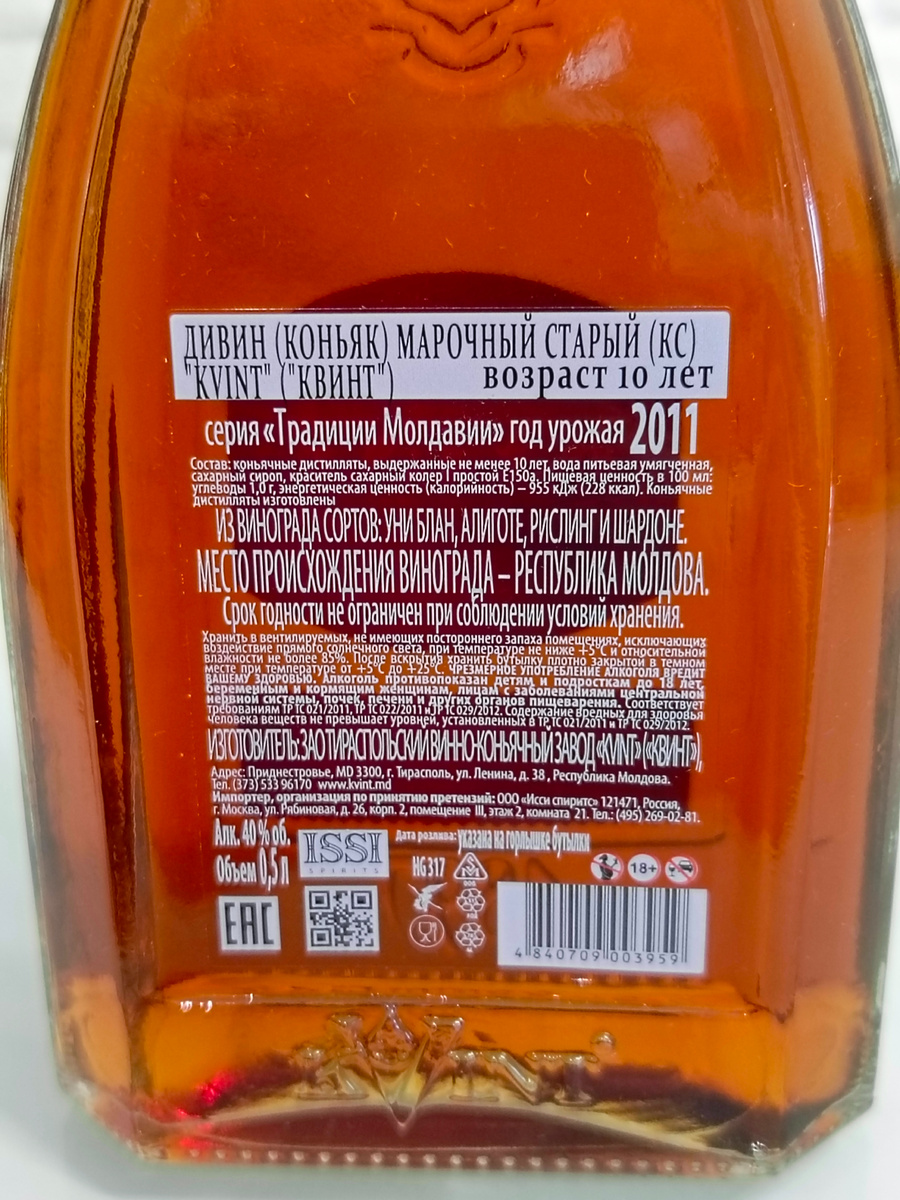 ДИВИН (КОНЬЯК) МАРОЧНЫЙ СТАРЫЙ (КС)
"KVINT" ("КВИНТ") возраст 10 лет
серия «Традиции Молдавии» год урожая 2011
Состав: коньячные дистилляты, выдержанные не менее 10 лет, вода питьевая умягченная,
сахарный сироп, краситель сахарный колер I простой Е150а. Пищевая ценность в 100 мл:
углеводы 1,0 г, энергетическая ценность (калорийность) – 955 кДж (228 ккал). Коньячные
дистилляты изготовлены
ИЗ ВИНОГРАДА СОРТОВ: УНИ БЛАН, АЛИГОТЕ, РИСЛИНГ И ШАРДОНЕ.
МЕСТО ПРОИСХОЖДЕНИЯ ВИНОГРАДА – РЕСПУБЛИКА МОЛДОВА.
Срок годности не ограничен при соблюдении условий хранения.
Хранить в вентилируемых, не имеющих постороннего запаха помещениях, исключающих
воздействие прямого солнечного света, при температуре не ниже +5°С и относительной
влажности не более 85%. После вскрытия хранить бутылку плотно закрытой в темном
месте при температуре от +5°С до +25°С. ЧРЕЗМЕРНОЕ УПОТРЕБЛЕНИЕ АЛКОГОЛЯ ВРЕДИТ
ВАШЕМУ ЗДОРОВЬЮ. Алкоголь противопоказан детям и подросткам до 18 лет,
беременным и кормящим женщинам, лицам с заболеваниями центральной
нервной системы, почек, печени и других органов пищеварения. Соответствует
требованиям ТР ТС 021/2011, ТР ТС 022/2011 и ТР ТС 029/2012. Содержание вредных для здоровья
человека веществ не превышает уровней, установленных в ТР ТС 021/2011 и ТР ТС 029/2012.
ИЗГОТОВИТЕЛЬ: ЗАО ТИРАСПОЛЬСКИЙ ВИННО-КОНЬЯЧНЫЙ ЗАВОД «KVINT» («КВИНТ»),
Адрес: Приднестровье, MD 3300, г. Тирасполь, ул. Ленина, д. 38, Республика Молдова.
Тел. (373) 533 96170 www.kvint.md
Импортер, организация по принятию претензий: ООО «Исси спиритс» 121471, Россия,
г. Москва, ул. Рябиновая, д. 26, корп. 2, помещение III, этаж 2, комната 21. Тел.: (495) 269-02-81.
Алк. 40 % об.
Объем 0,5 л
ISSI
SPIRITS
Дата розлива: указана на горлышке бутылки
HG 317
18+
EAC
4 840709 003959
KVINT